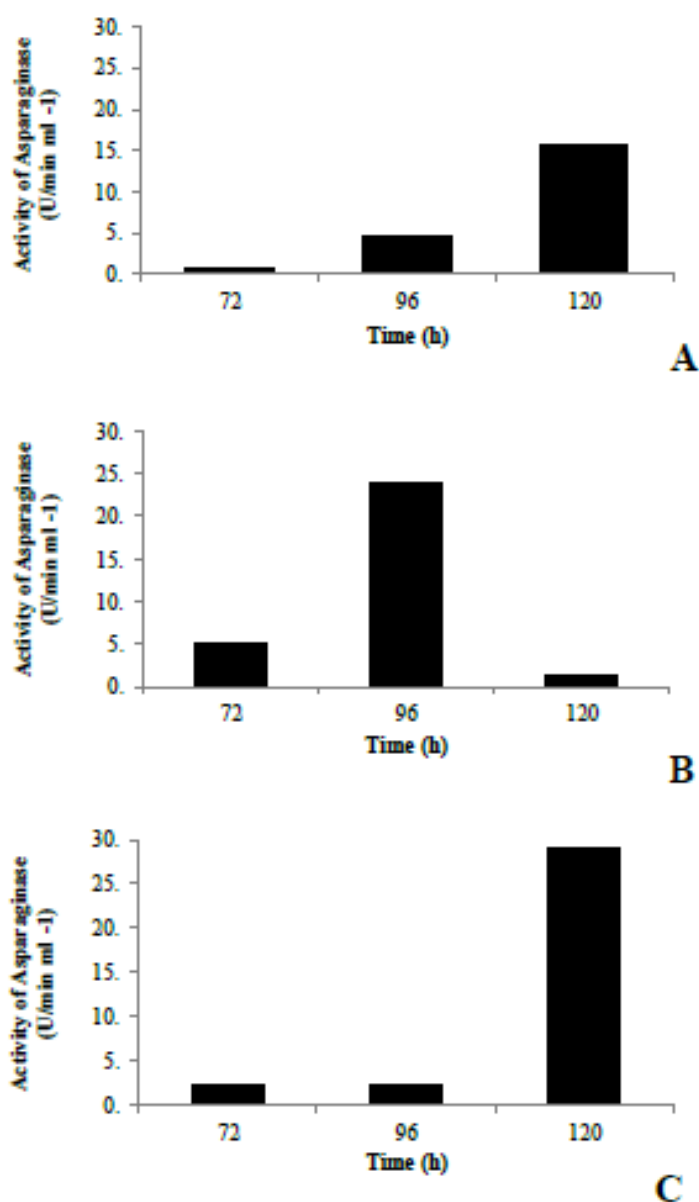 Activity of Asparaginase
(U/min ml -1)
30.
25.
20.
15.
10.
5.
0.
72 96 120
Time (h)
A
Activity of Asparaginase
(U/min ml -1)
30.
25.
20.
15.
10.
5.
0.
72 96 120
Time (h)
B
Activity of Asparaginase
(U/min ml -1)
30.
25.
20.
15.
10.
5.
0.
72 96 120
Time (h)
C